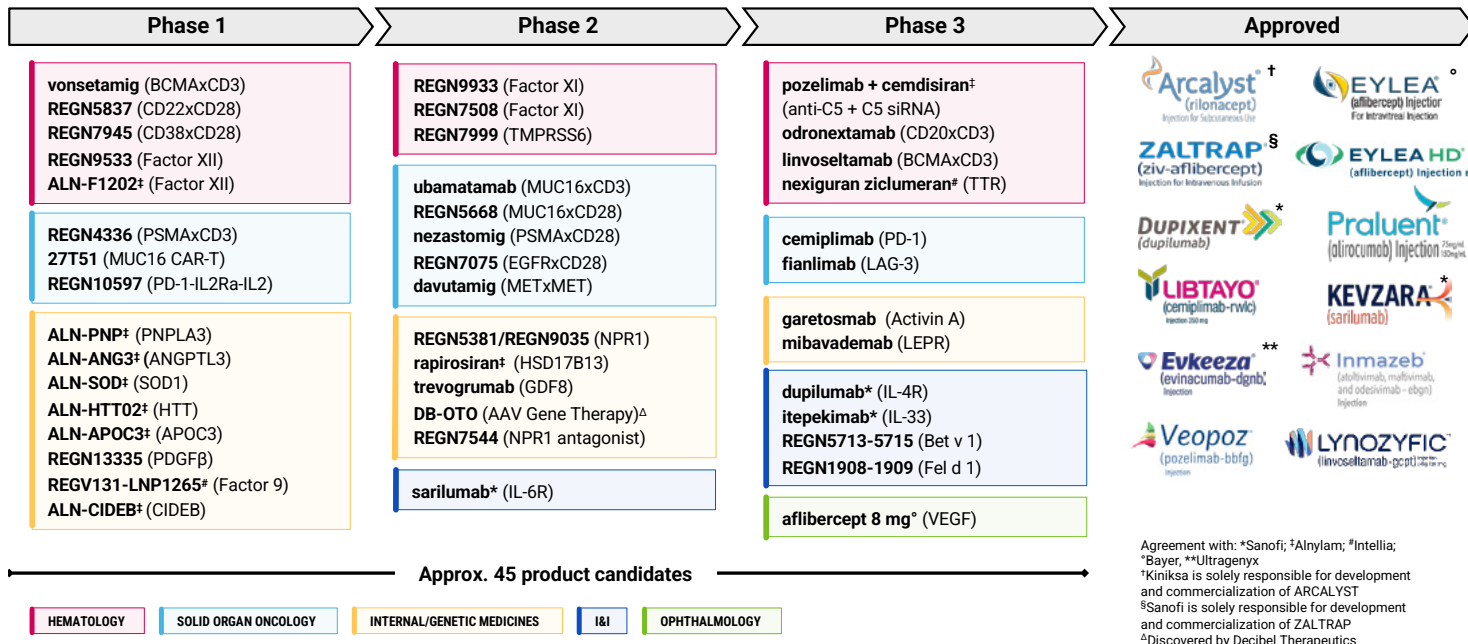 Phase 1
Phase 2
Phase 3
Approved
vonsetamig (BCMAxCD3)
REGN5837 (CD22xCD28)
REGN7945 (CD38xCD28)
REGN9533 (Factor XII)
ALN-F1202‡ (Factor XII)
REGN4336 (PSMAxCD3)
27T51 (MUC16 CAR-T)
REGN10597 (PD-1-IL2Ra-IL2)
ALN-PNP‡ (PNPLA3)
ALN-ANG3‡ (ANGPTL3)
ALN-SOD‡ (SOD1)
ALN-HTT02‡ (HTT)
ALN-APOC3‡ (APOC3)
REGN13335 (PDGFβ)
REGV131-LNP1265# (Factor 9)
ALN-CIDEB‡ (CIDEB)
REGN9933 (Factor XI)
REGN7508 (Factor XI)
REGN7999 (TMPRSS6)
ubamatamab (MUC16xCD3)
REGN5668 (MUC16xCD28)
nezastomig (PSMAxCD28)
REGN7075 (EGFRxCD28)
davutamig (METxMET)
REGN5381/REGN9035 (NPR1)
rapirosiran‡ (HSD17B13)
trevogrumab (GDF8)
DB-OTO (AAV Gene Therapy)Δ
REGN7544 (NPR1 antagonist)
sarilumab* (IL-6R)
pozelimab + cemdisiran‡
(anti-C5 + C5 siRNA)
odronextamab (CD20xCD3)
linvoseltamab (BCMAxCD3)
nexiguran ziclumeran# (TTR)
cemiplimab (PD-1)
fianlimab (LAG-3)
garetosmab (Activin A)
mibavademab (LEPR)
dupilumab* (IL-4R)
itepekimab* (IL-33)
REGN5713-5715 (Bet v 1)
REGN1908-1909 (Fel d 1)
aflibercept 8 mg° (VEGF)
Arcalyst® †
(rilonacept)
Injection for Subcutaneous Use
EYLEA® °
(aflibercept) Injection
For Intravitreal Injection
ZALTRAP® §
(ziv-aflibercept)
Injection for Intravenous Infusion
EYLEA HD®
(aflibercept) Injection
DUPIXENT *
(dupilumab)
Praluent®
(alirocumab) Injection
LIBTAYO®
(cemiplimab-rwlc)
Injection 350 mg
KEVZARA® *
(sarilumab)
Evkeeza® **
(evinacumab-dgnb)
Injection
Inmazeb®
(atoltivimab, maftivimab,
and odesivimab - ebgn)
Injection
Veopoz™
(pozelimab-bbfg)
Injection
LYNOZYFIC™
(linvoseltamab-gcpt)
Approx. 45 product candidates
HEMATOLOGY
SOLID ORGAN ONCOLOGY
INTERNAL/GENETIC MEDICINES
I&I
OPHTHALMOLOGY
Agreement with: *Sanofi; ‡Alnylam; #Intellia;
°Bayer, **Ultragenyx
†Kiniksa is solely responsible for development
and commercialization of ARCALYST
§Sanofi is solely responsible for development
and commercialization of ZALTRAP
ΔDiscovered by Decibel Therapeutics